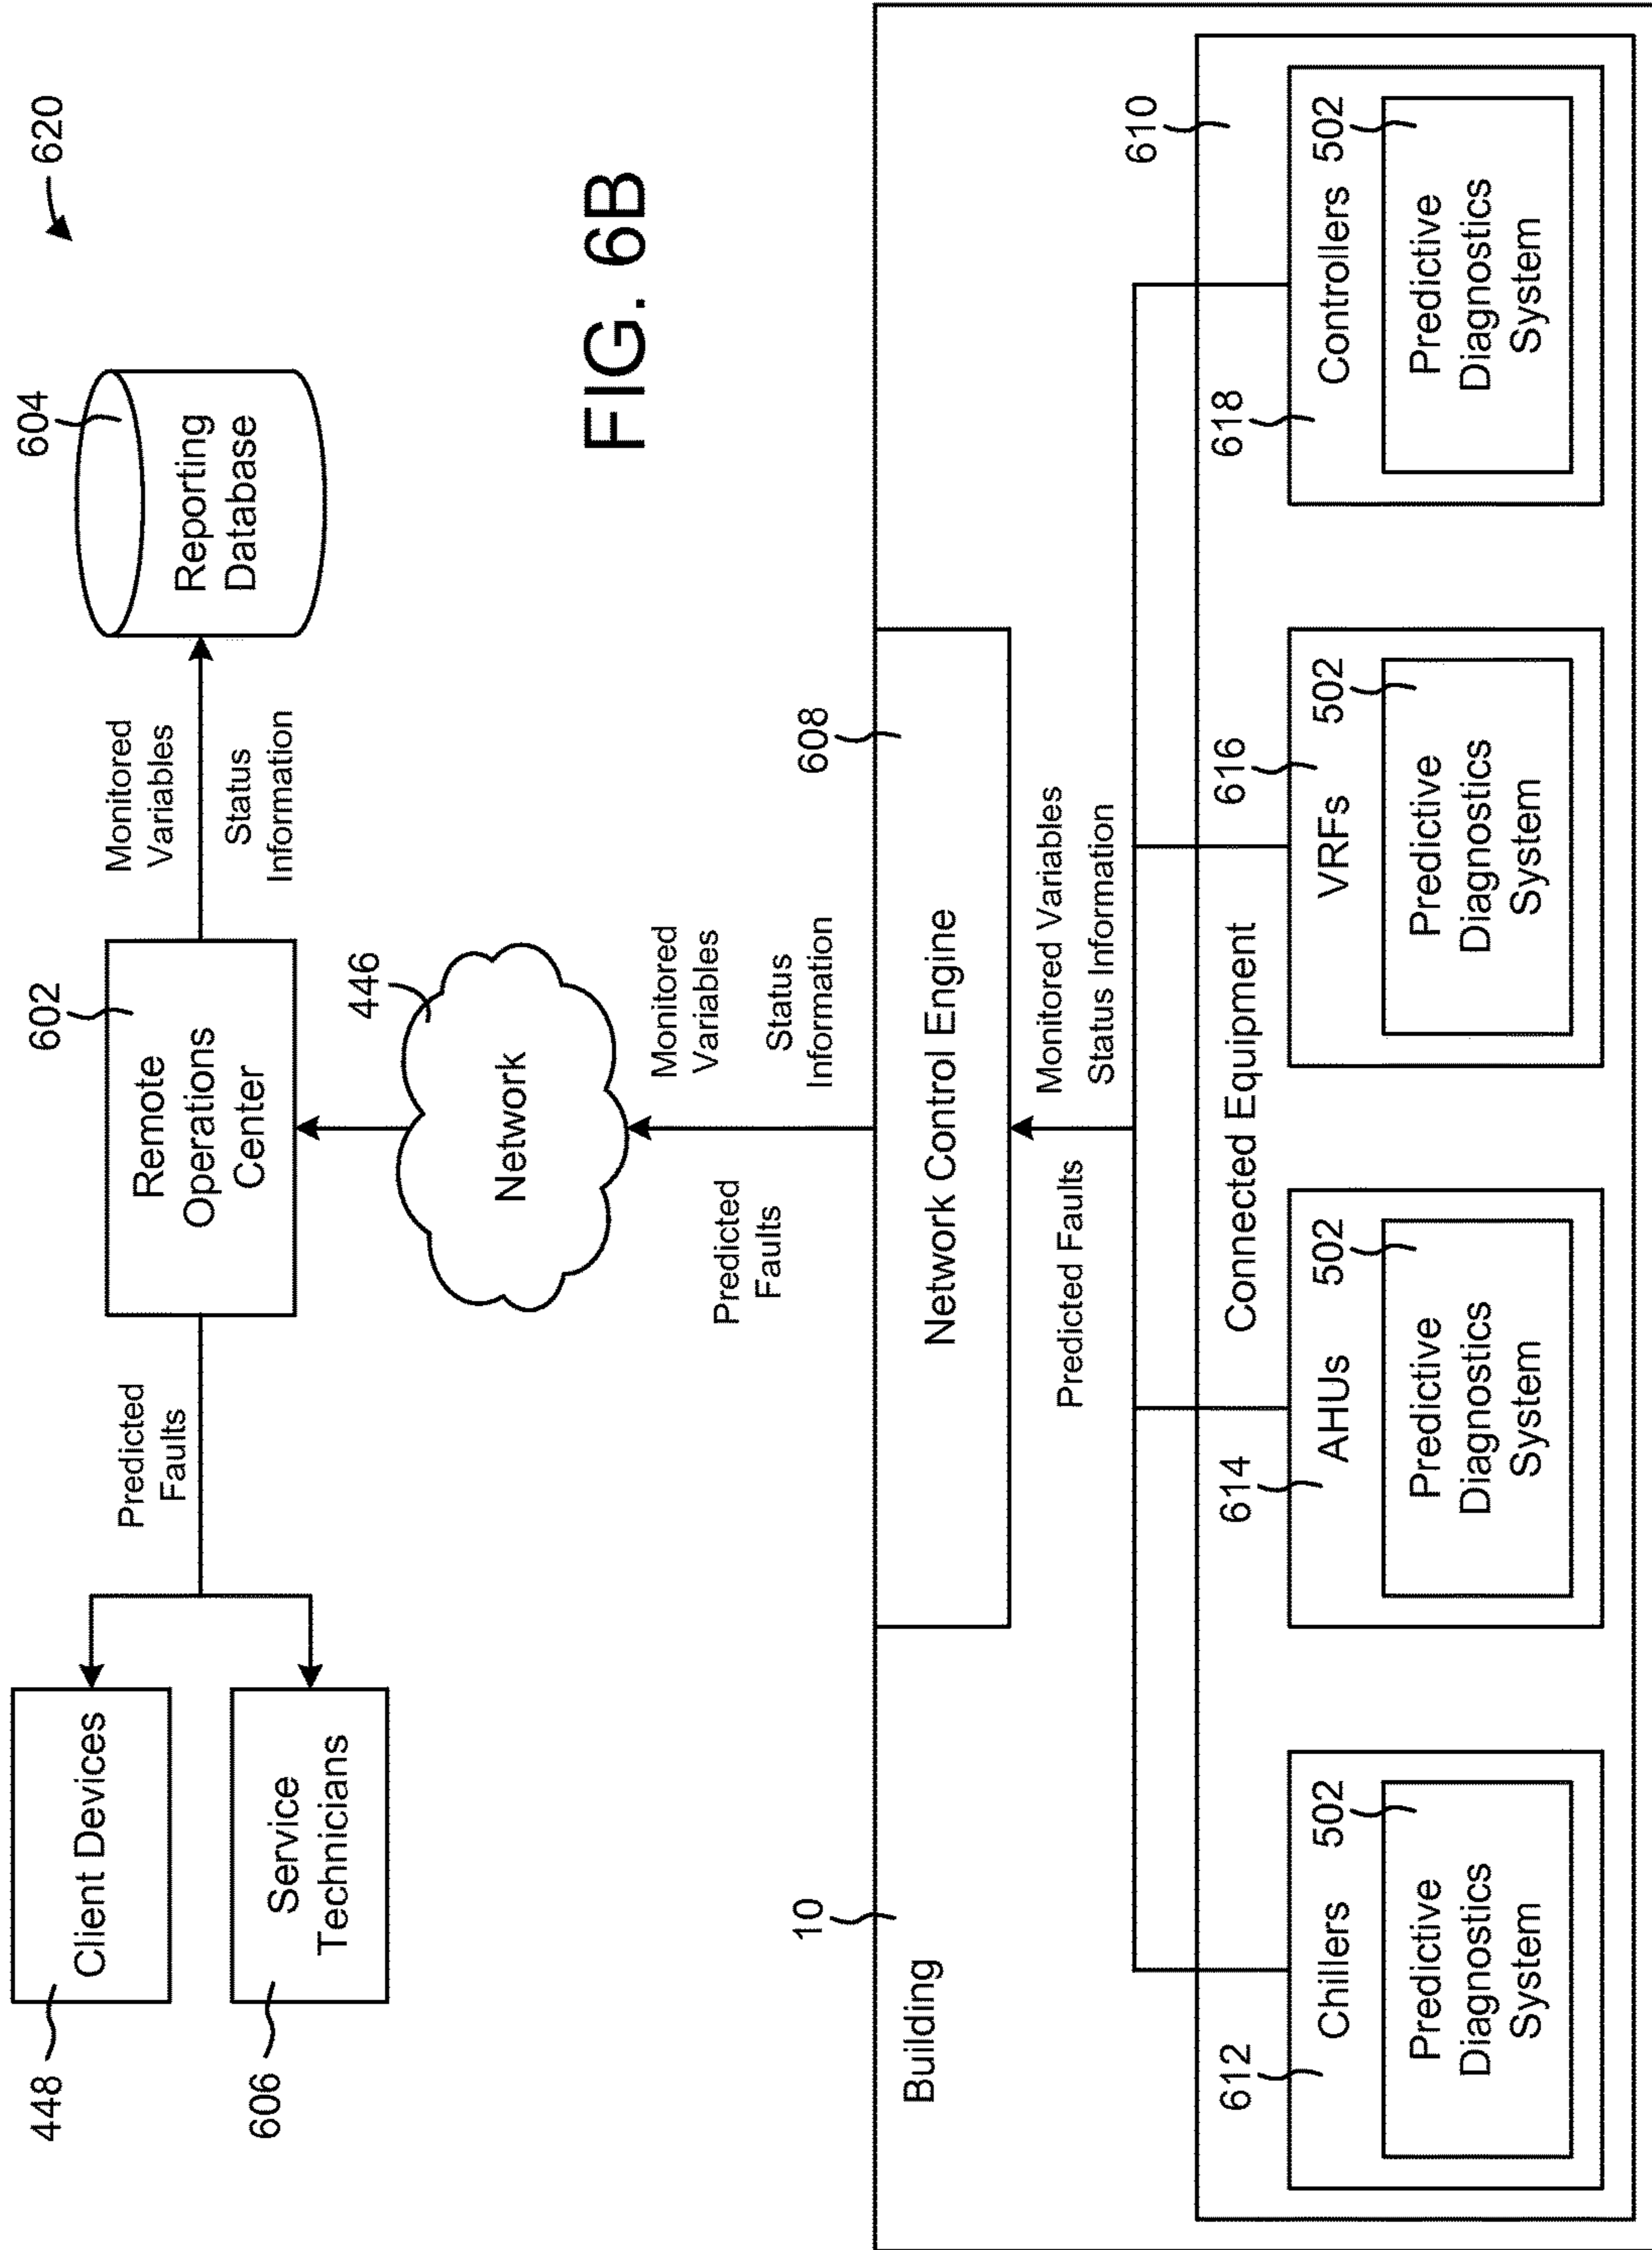 620
448
Client Devices
606
Service
Technicians
Predicted
Faults
602
Remote
Operations
Center
Monitored
Variables
Status
Information
604
Reporting
Database
446
Network
FIG. 6B
Predicted
Faults
Monitored
Variables
Status
Information
10
Building
608
Network Control Engine
Predicted Faults
Monitored Variables
Status Information
610
Connected Equipment
612
Chillers
502
Predictive
Diagnostics
System
614
AHUs
502
Predictive
Diagnostics
System
616
VRFs
502
Predictive
Diagnostics
System
618
Controllers
502
Predictive
Diagnostics
System